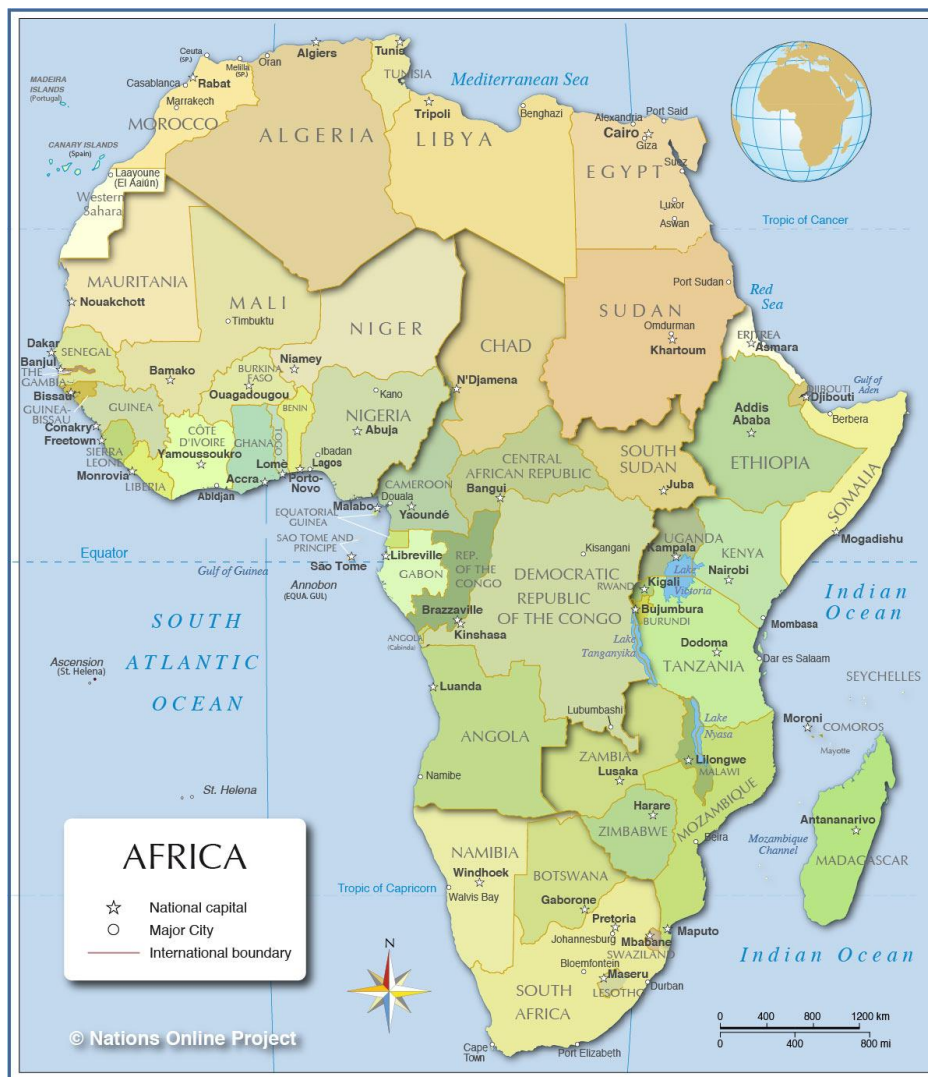 MADEIRA
ISLANDS
(Portugal)
CANARY ISLANDS
(Spain)
Ceuta
(SP.)
Melilla
(SP.)
Oran
Algiers
Tunis
TUNISIA
Mediterranean Sea
Casablanca
Rabat
Marrakech
MOROCCO
ALGERIA
Tripoli
LIBYA
Benghazi
Alexandria
Port Said
Cairo
Giza
Suez
EGYPT
Luxor
Aswan
Tropic of Cancer
Laayoune
(El Aaiún)
Western
Sahara
MAURITANIA
Nouakchott
MALI
Timbuktu
NIGER
CHAD
SUDAN
Port Sudan
Omdurman
Khartoum
Red
Sea
ERITREA
Asmara
Dakar
SENEGAL
Banjul
THE
GAMBIA
Bissau
GUINEA-
BISSAU
Bamako
BURKINA
FASO
Ouagadougou
Niamey
Kano
NIGERIA
Abuja
N'Djamena
DJIBOUTI
Djibouti
Gulf of
Aden
Berbera
Addis
Ababa
ETHIOPIA
SOMALIA
Mogadishu
GUINEA
Conakry
Freetown
SIERRA
LEONE
Monrovia
LIBERIA
CÔTE
D'IVOIRE
Yamoussoukro
Abidjan
GHANA
Accra
TOGO
Lomé
BENIN
Porto-
Novo
Ibadan
Lagos
CAMEROON
Douala
Yaoundé
Malabo
EQUATORIAL
GUINEA
CENTRAL
AFRICAN REPUBLIC
Bangui
SOUTH
SUDAN
Juba
SAO TOME AND
PRINCIPE
São Tome
Equator
Gulf of Guinea
Annobon
(EQUA. GUL)
Libreville
GABON
REP.
OF THE
CONGO
Brazzaville
Kinshasa
ANGOLA
(Cabinda)
Kisangani
DEMOCRATIC
REPUBLIC
OF THE CONGO
UGANDA
Kampala
KENYA
Nairobi
Lake
Victoria
RWANDA
Kigali
Bujumbura
BURUNDI
Mombasa
Dodoma
TANZANIA
Dar es Salaam
Lake
Tanganyika
Indian
Ocean
SEYCHELLES
SOUTH
ATLANTIC
OCEAN
Ascension
(St. Helena)
St. Helena
Luanda
ANGOLA
Namibe
Lubumbashi
ZAMBIA
Lusaka
Lake
Nyasa
Lilongwe
MALAWI
Moroni
COMOROS
Mayotte
MOZAMBIQUE
Harare
ZIMBABWE
Beira
Mozambique
Channel
Antananarivo
MADAGASCAR
NAMIBIA
Windhoek
Walvis Bay
Tropic of Capricorn
BOTSWANA
Gaborone
Pretoria
Johannesburg
Mbabane
SWAZILAND
Maputo
Bloemfontein
Maseru
LESOTHO
Durban
SOUTH
AFRICA
Cape
Town
Port Elizabeth
Indian Ocean
AFRICA
National capital
Major City
International boundary
N
0 400 800 1200 km
0 400 800 mi
© Nations Online Project